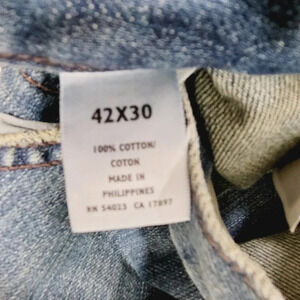 42X30
100% COTTON/
COTON
MADE IN
PHILIPPINES
RN 54023 CA 17897